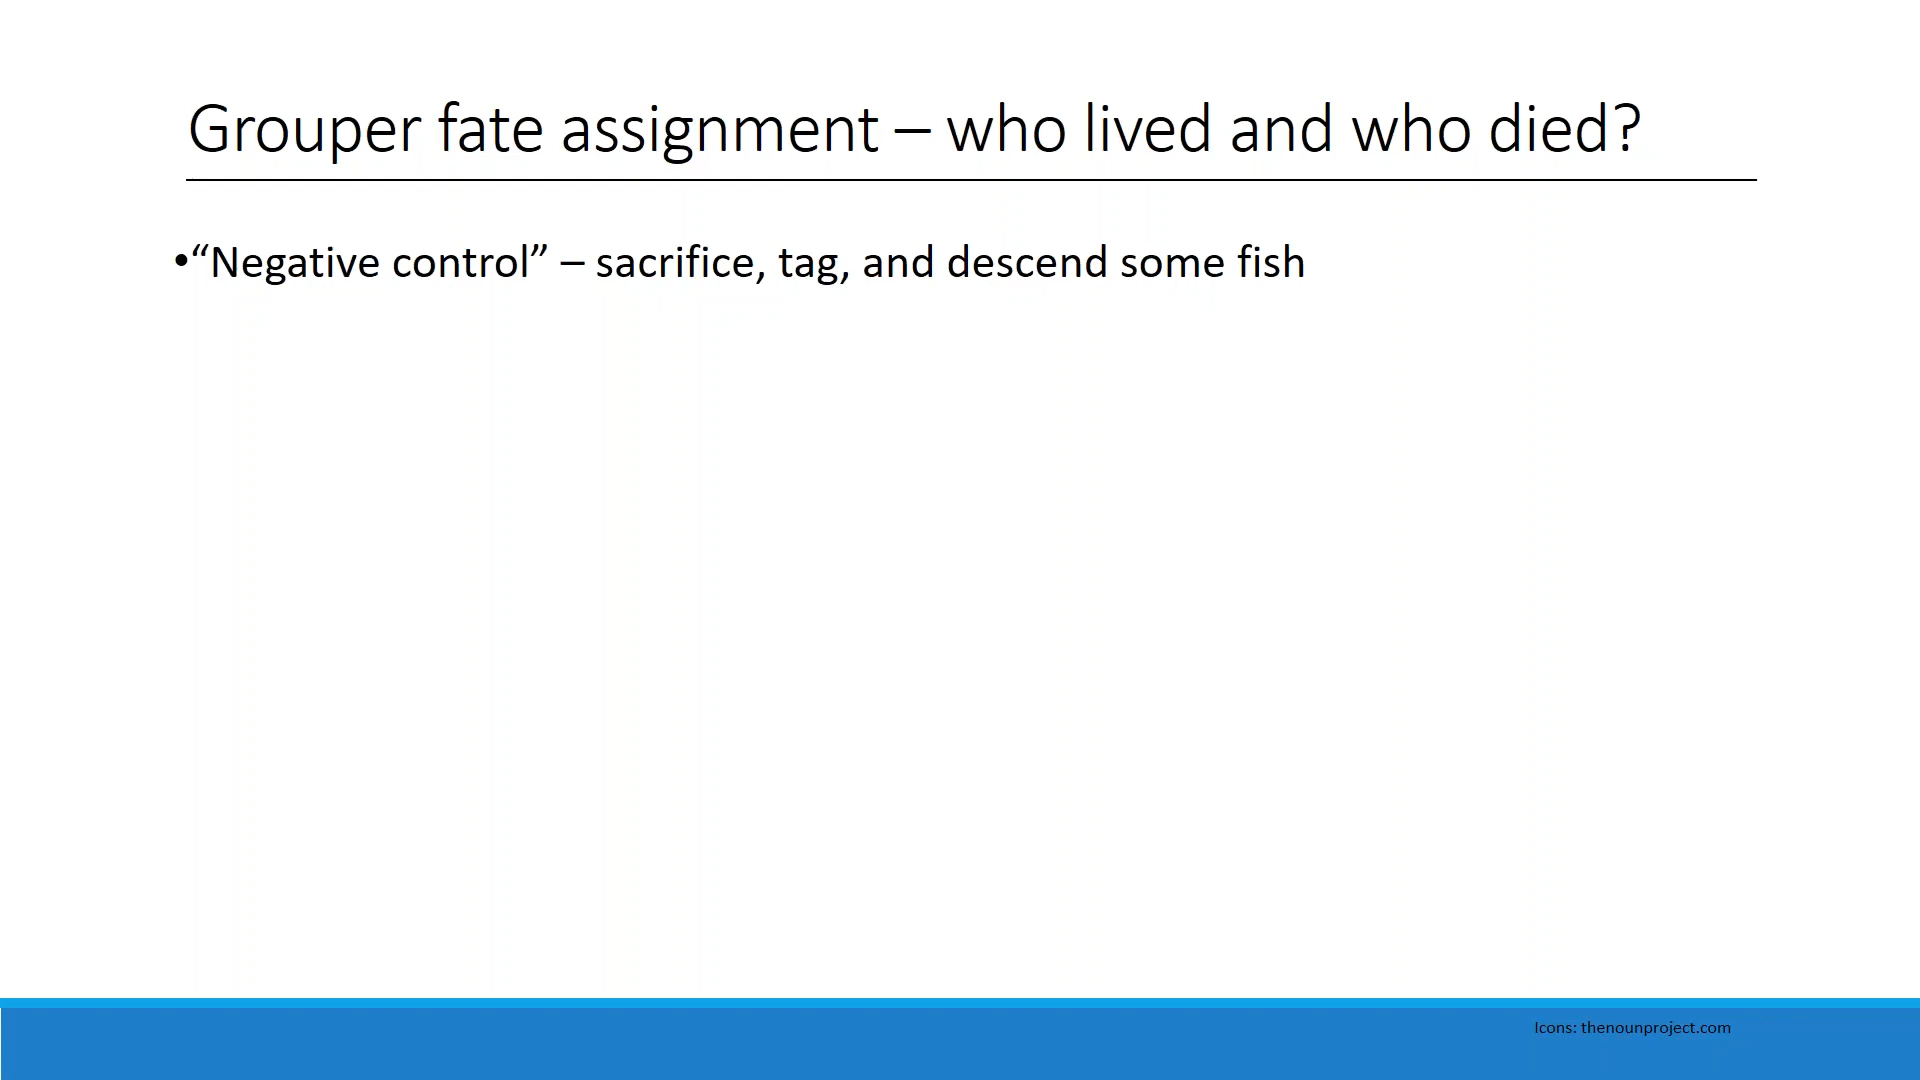 Grouper fate assignment – who lived and who died?
•“Negative control” – sacrifice, tag, and descend some fish
Icons: thenounproject.com